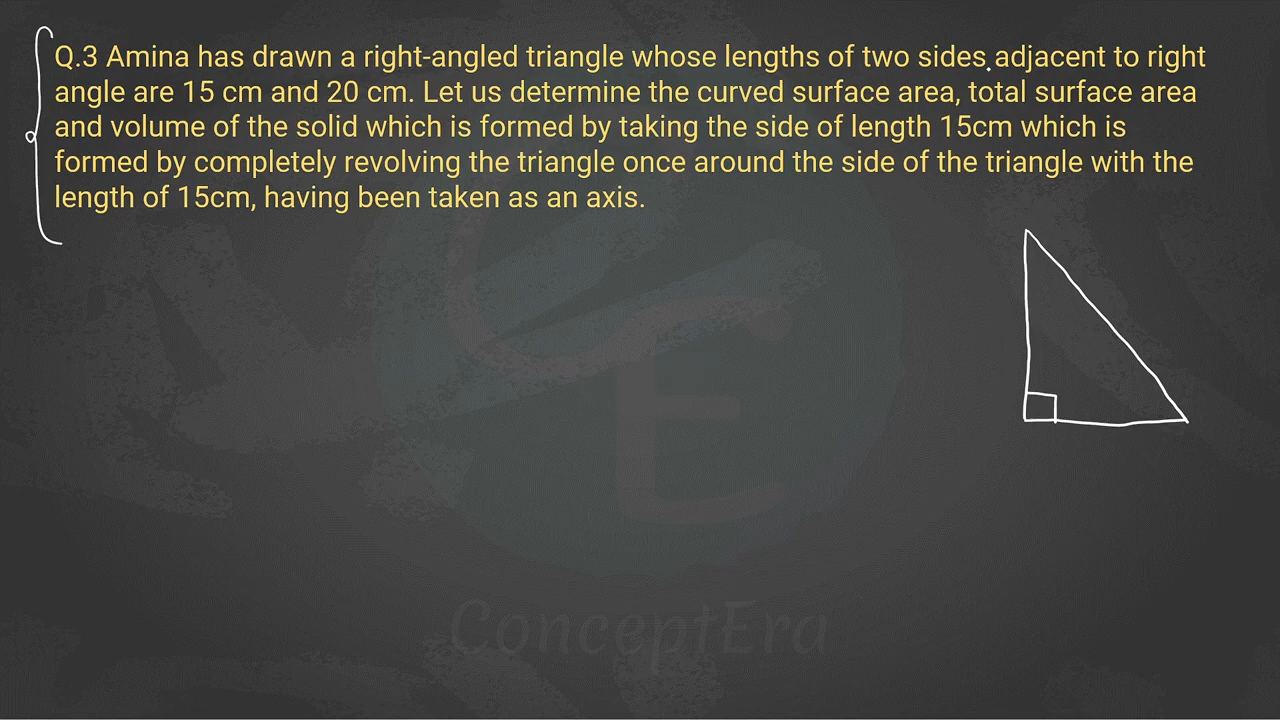 Q.3 Amina has drawn a right-angled triangle whose lengths of two sides adjacent to right
angle are 15 cm and 20 cm. Let us determine the curved surface area, total surface area
and volume of the solid which is formed by taking the side of length 15cm which is
formed by completely revolving the triangle once around the side of the triangle with the
length of 15cm, having been taken as an axis.
ConceptEra